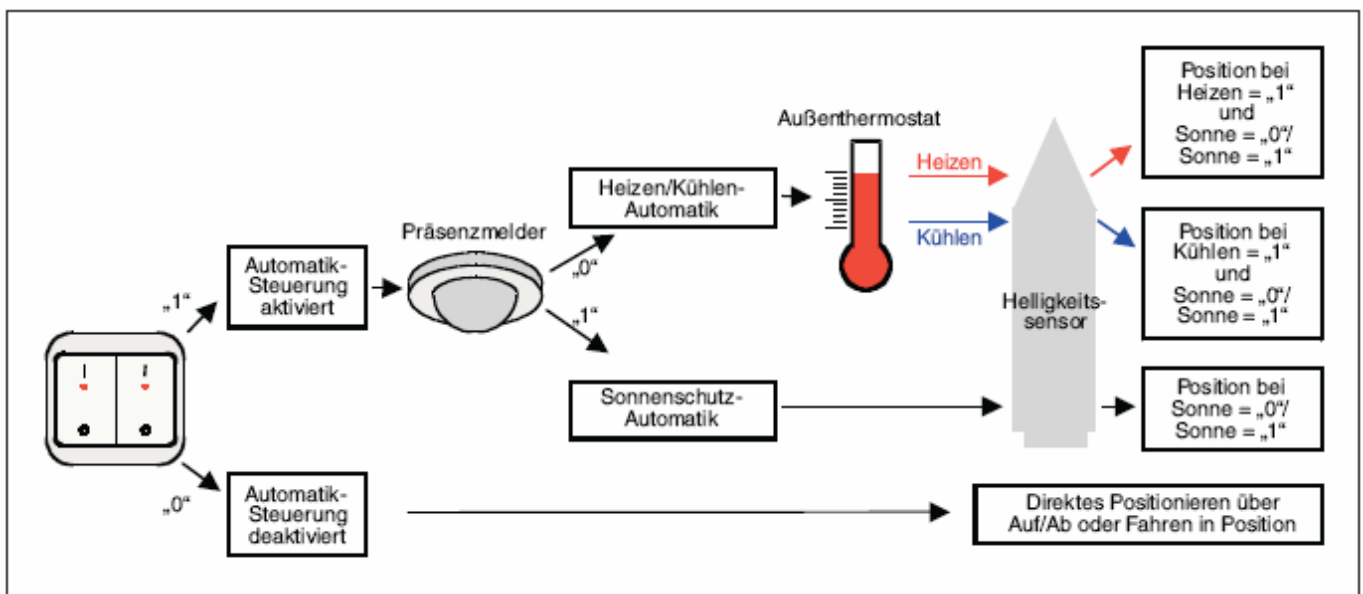 Position bei
Heizen = „1“
und
Sonne = „0“/
Sonne = „1“
Außenthermostat
Heizen
Kühlen
Heizen/Kühlen-
Automatik
Präsenzmelder
„0“
„1“
Position bei
Kühlen = „1“
und
Sonne = „0“/
Sonne = „1“
Automatik-
Steuerung
aktiviert
„1“
Helligkeits-
sensor
Sonnenschutz-
Automatik
Position bei
Sonne = „0“/
Sonne = „1“
„0“
Automatik-
Steuerung
deaktiviert
Direktes Positionieren über
Auf/Ab oder Fahren in Position